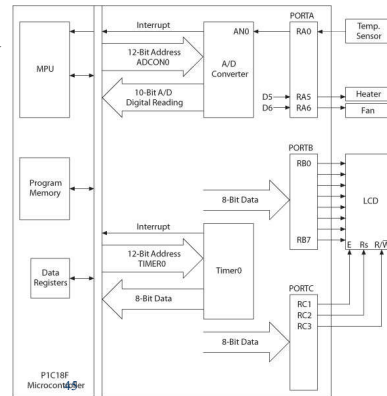 PORTA
Interrupt
AN0
RA0
Temp.
Sensor
MPU
12-Bit Address
ADCON0
A/D
Converter
10-Bit A/D
Digital Reading
D5
D6
RA5
RA6
Heater
Fan
PORTB
RB0
Program
Memory
8-Bit Data
LCD
Interrupt
RB7
12-Bit Address
TIMER0
Timer0
E Rs R/W
Data
Registers
8-Bit Data
PORTC
RC1
RC2
RC3
8-Bit Data
P1C18F
45